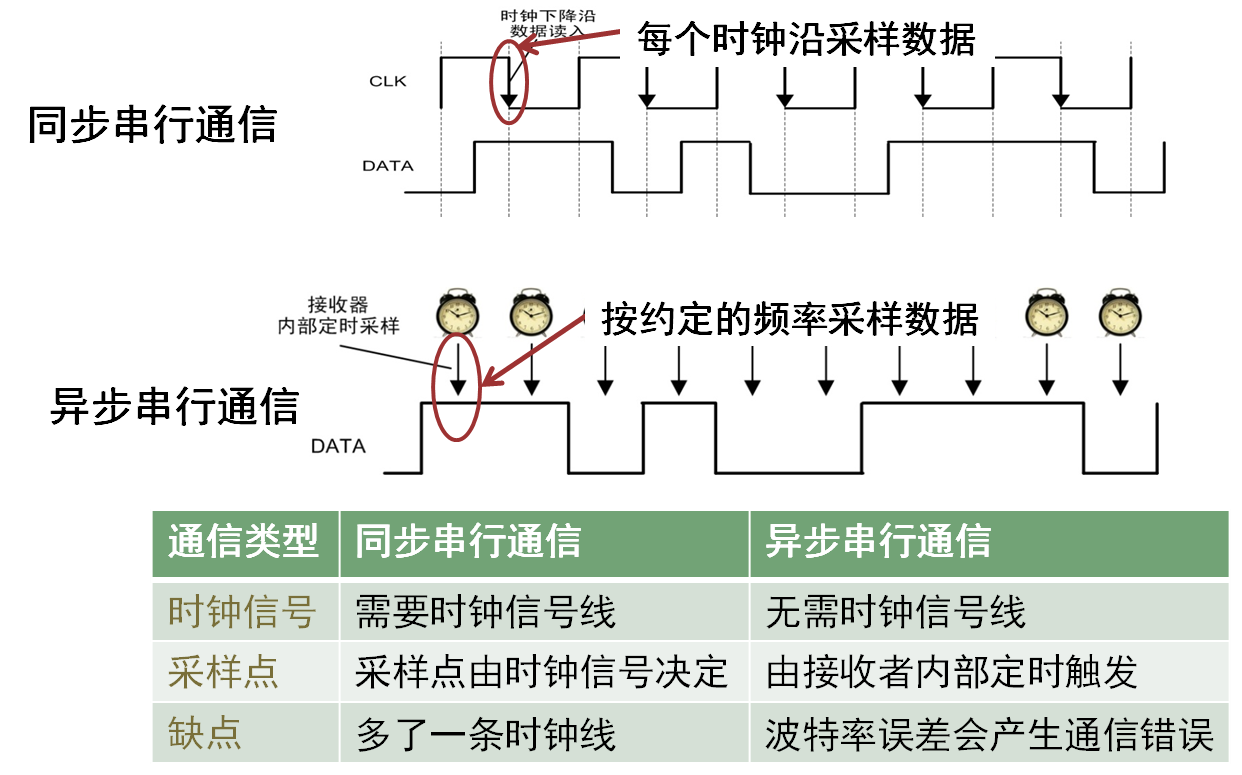 时钟下降沿
数据读入
每个时钟沿采样数据
CLK
同步串行通信
DATA
接收器
内部定时采样
按约定的频率采样数据
异步串行通信
DATA
通信类型 同步串行通信 异步串行通信
时钟信号 需要时钟信号线 无需时钟信号线
采样点 采样点由时钟信号决定 由接收者内部定时触发
缺点 多了一条时钟线 波特率误差会产生通信错误